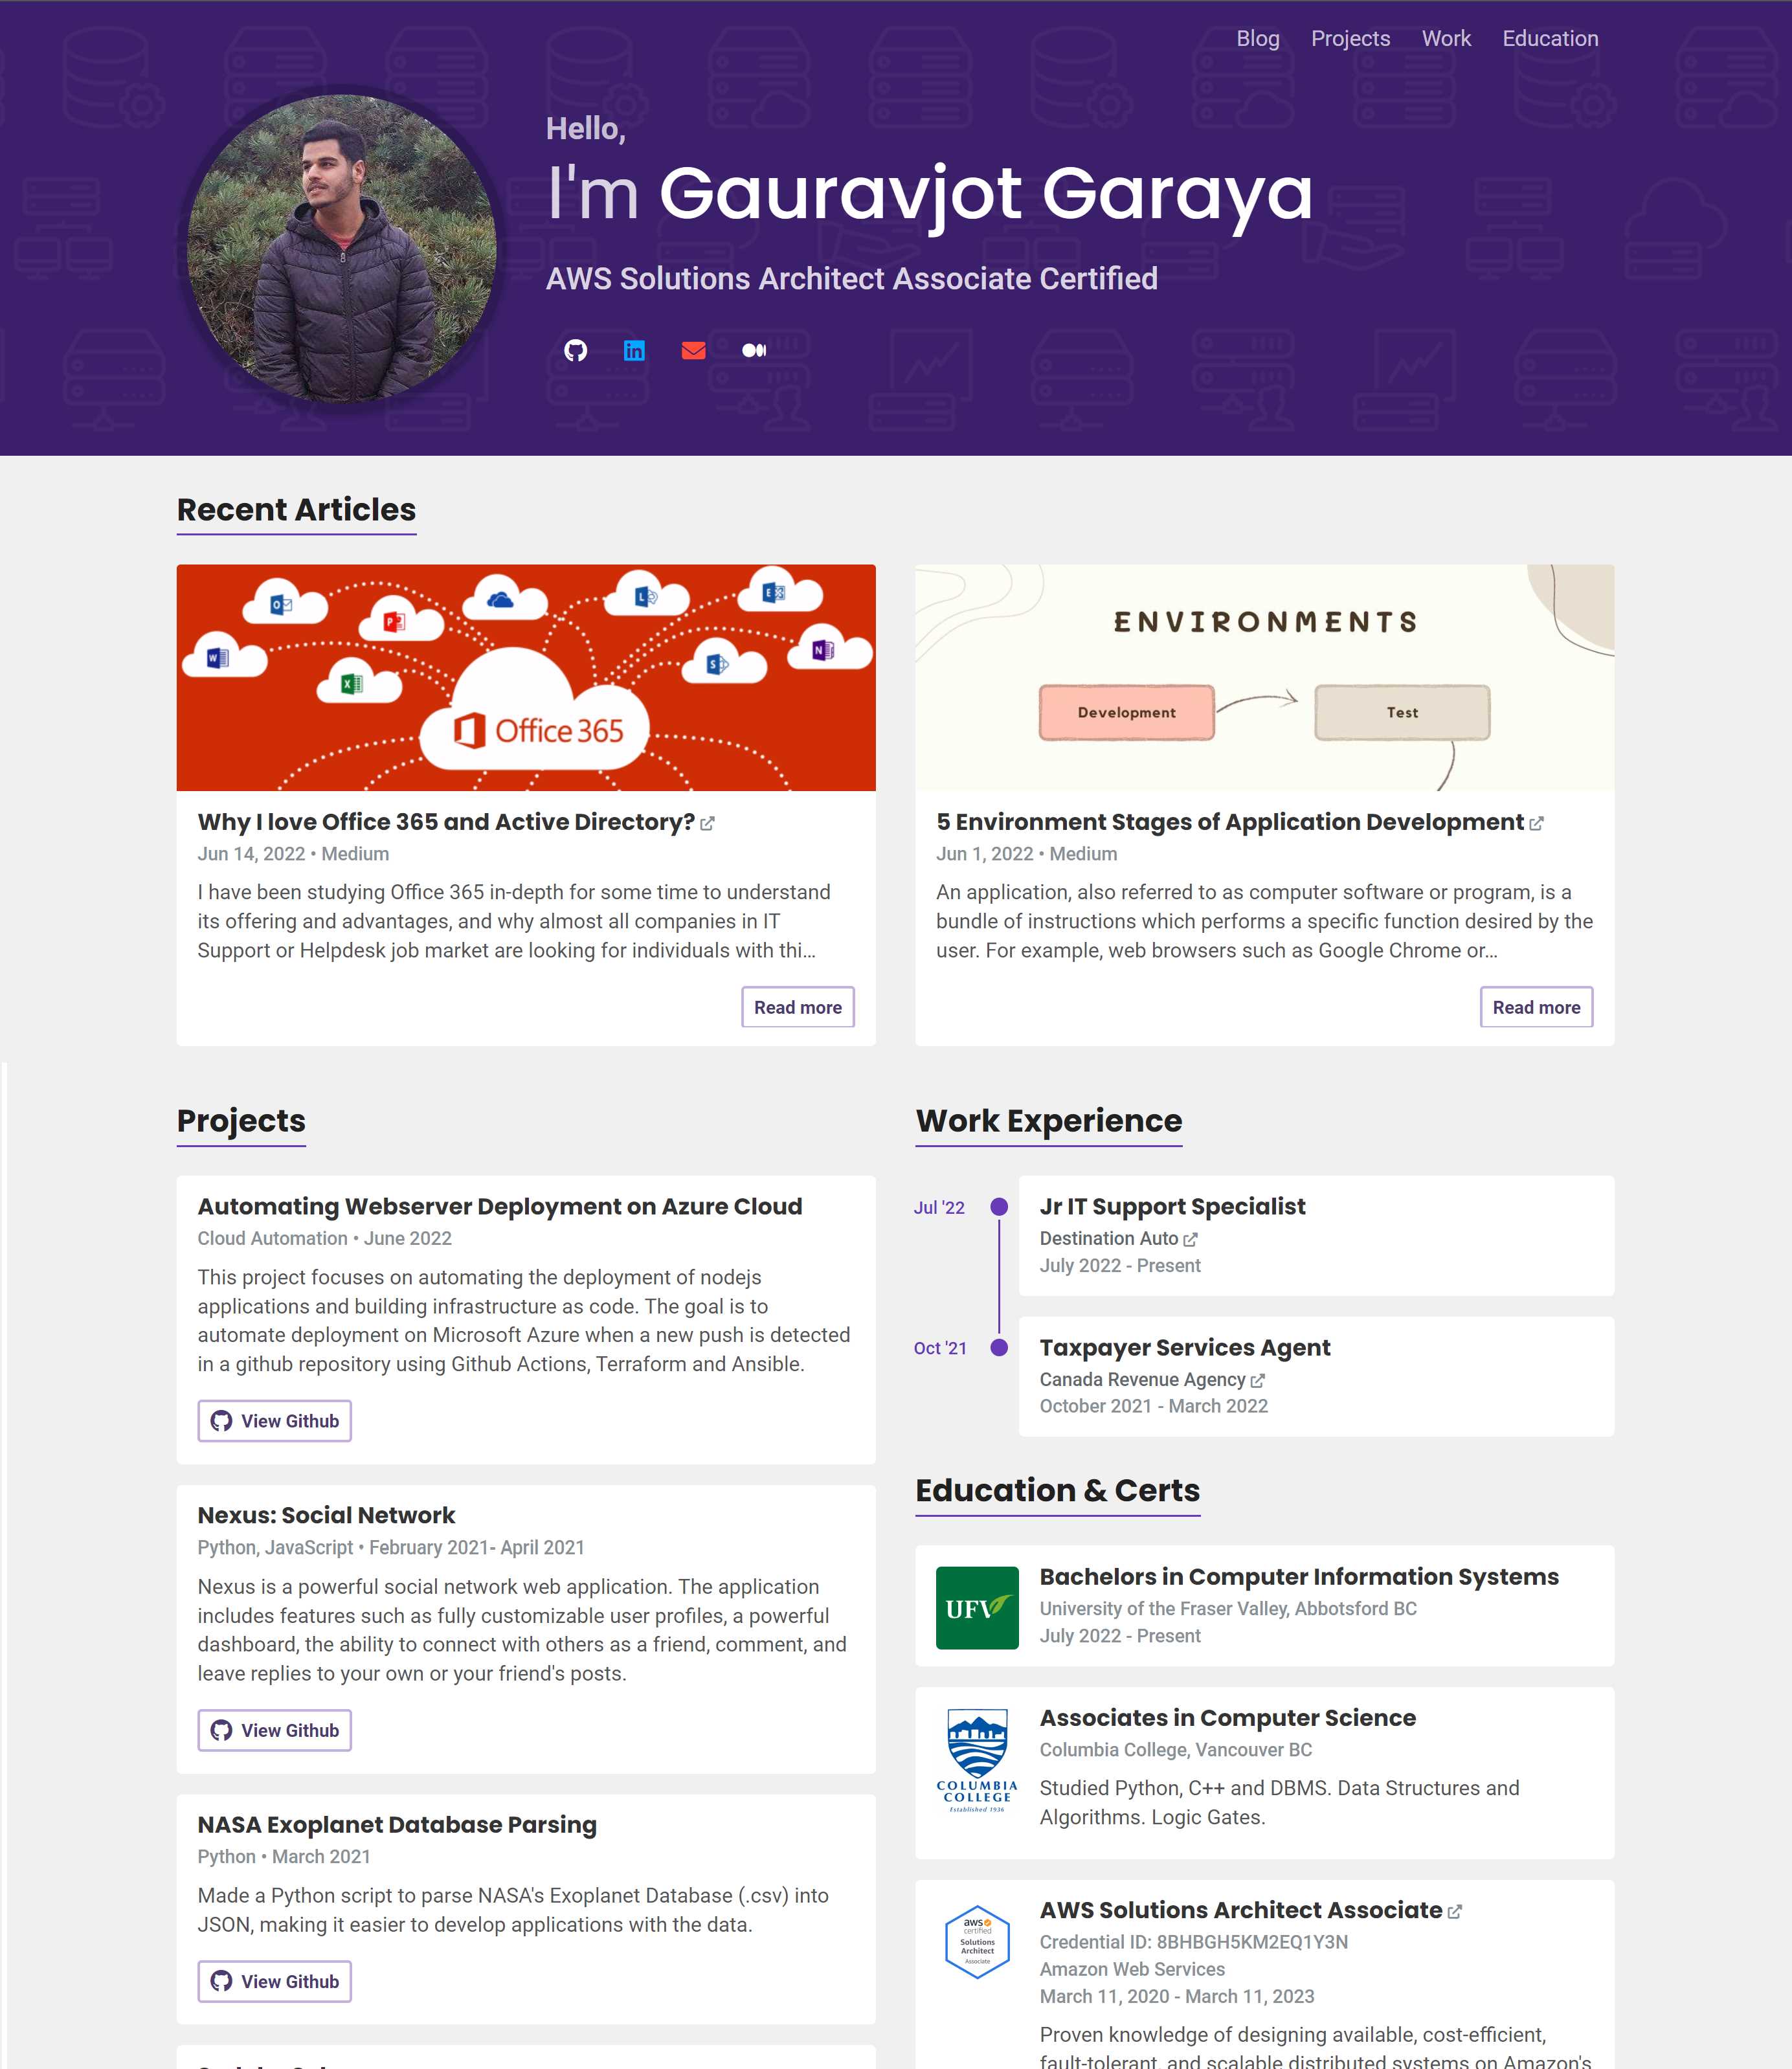 Blog Projects Work Education
Hello,
I'm Gauravjot Garaya
AWS Solutions Architect Associate Certified
Recent Articles
Office 365
Why I love Office 365 and Active Directory?
Jun 14, 2022 • Medium
I have been studying Office 365 in-depth for some time to understand
its offering and advantages, and why almost all companies in IT
Support or Helpdesk job market are looking for individuals with thi...
Read more
ENVIRONMENTS
Development
Test
5 Environment Stages of Application Development
Jun 1, 2022 • Medium
An application, also referred to as computer software or program, is a
bundle of instructions which performs a specific function desired by the
user. For example, web browsers such as Google Chrome or...
Read more
Projects
Automating Webserver Deployment on Azure Cloud
Cloud Automation • June 2022
This project focuses on automating the deployment of nodejs
applications and building infrastructure as code. The goal is to
automate deployment on Microsoft Azure when a new push is detected
in a github repository using Github Actions, Terraform and Ansible.
View Github
Nexus: Social Network
Python, JavaScript • February 2021- April 2021
Nexus is a powerful social network web application. The application
includes features such as fully customizable user profiles, a powerful
dashboard, the ability to connect with others as a friend, comment, and
leave replies to your own or your friend's posts.
View Github
NASA Exoplanet Database Parsing
Python • March 2021
Made a Python script to parse NASA's Exoplanet Database (.csv) into
JSON, making it easier to develop applications with the data.
View Github
Work Experience
Jul '22
Jr IT Support Specialist
Destination Auto
July 2022 - Present
Oct '21
Taxpayer Services Agent
Canada Revenue Agency
October 2021 - March 2022
Education & Certs
UFV
Bachelors in Computer Information Systems
University of the Fraser Valley, Abbotsford BC
July 2022 - Present
COLUMBIA
COLLEGE
Established 1936
Associates in Computer Science
Columbia College, Vancouver BC
Studied Python, C++ and DBMS. Data Structures and
Algorithms. Logic Gates.
aws
certified
Solutions
Architect
Associate
AWS Solutions Architect Associate
Credential ID: 8BHBGH5KM2EQ1Y3N
Amazon Web Services
March 11, 2020 - March 11, 2023
Proven knowledge of designing available, cost-efficient,
fault-tolerant, and scalable distributed systems on Amazon's